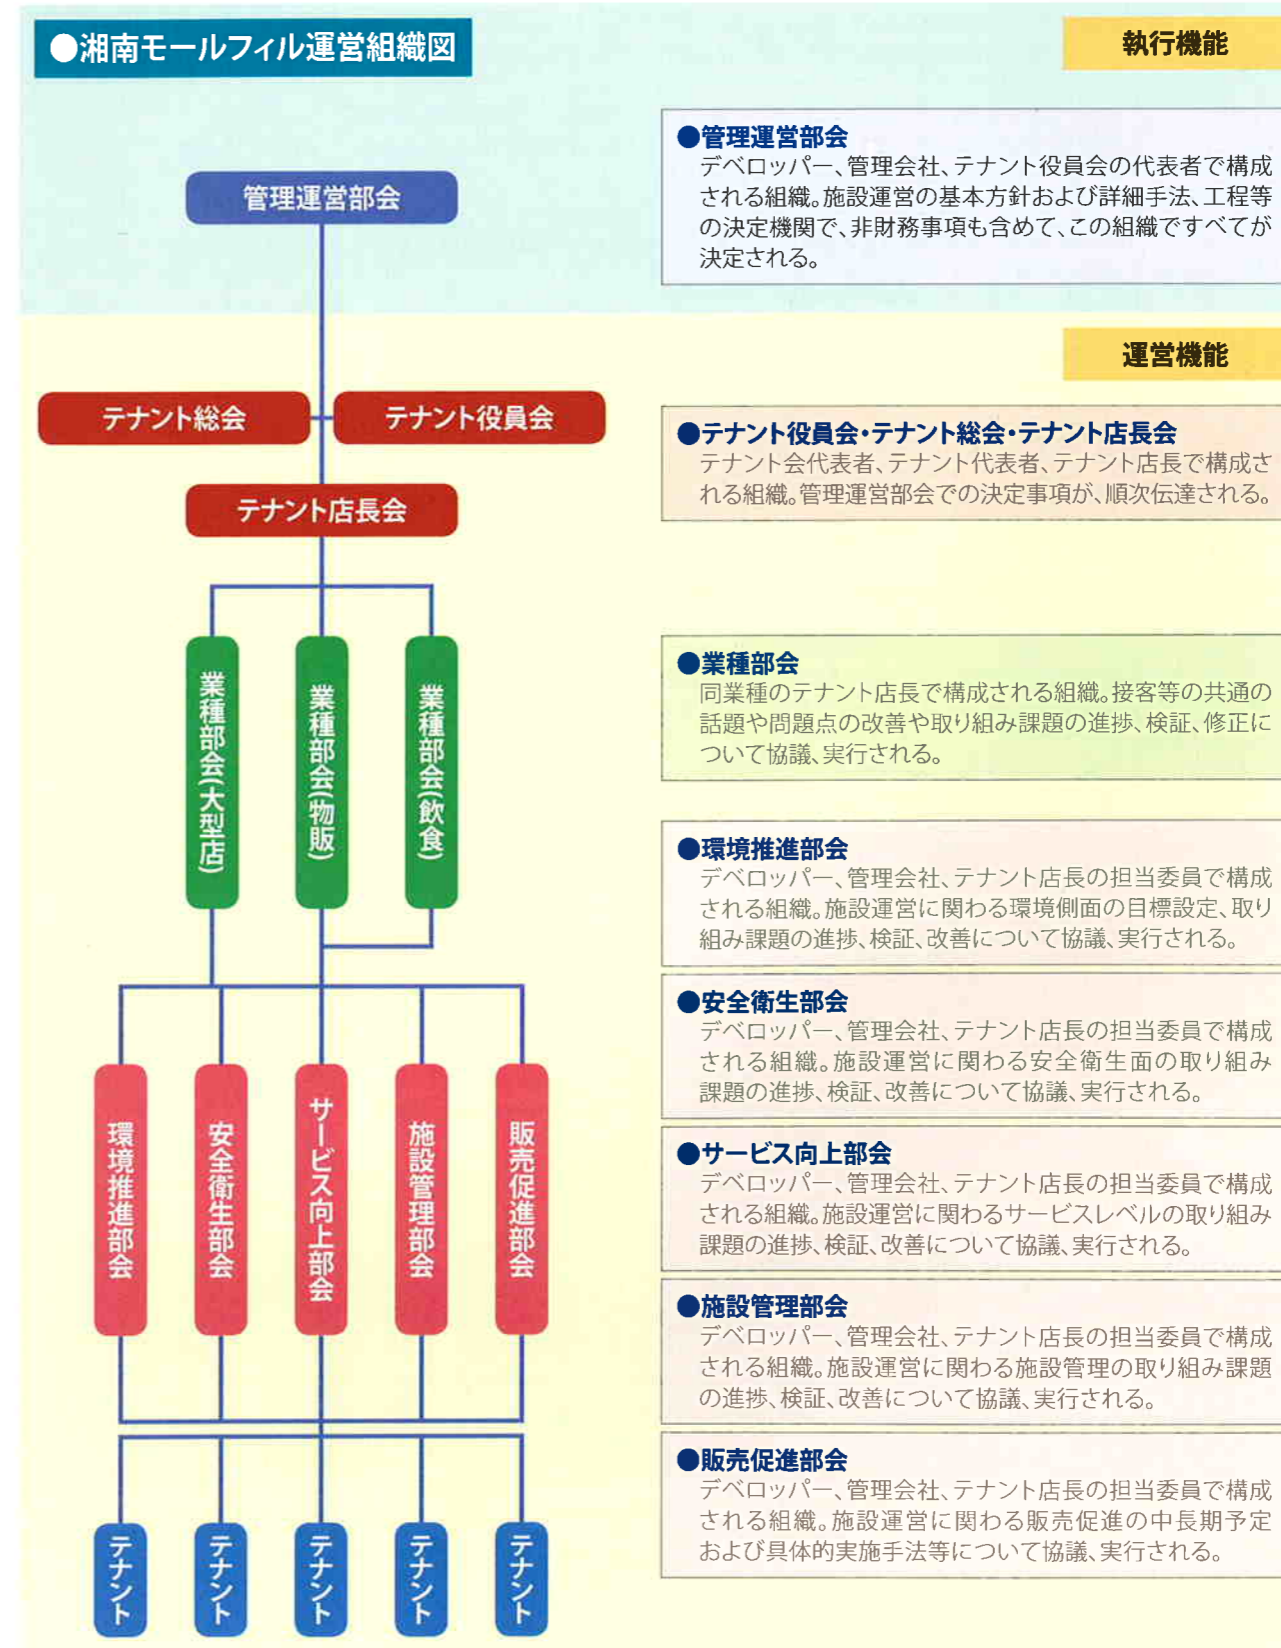 ●湘南モールフィル運営組織図
執行機能
管理運営部会
●管理運営部会
デベロッパー、管理会社、テナント役員会の代表者で構成
される組織。施設運営の基本方針および詳細手法、工程等
の決定機関で、非財務事項も含めて、この組織ですべてが
決定される。
運営機能
テナント総会
テナント役員会
テナント店長会
●テナント役員会・テナント総会・テナント店長会
テナント会代表者、テナント代表者、テナント店長で構成さ
れる組織。管理運営部会での決定事項が、順次伝達される。
業種部会(大型店)
業種部会(物販)
業種部会(飲食)
●業種部会
同業種のテナント店長で構成される組織。接客等の共通の
話題や問題点の改善や取り組み課題の進捗、検証、修正に
ついて協議、実行される。
●環境推進部会
デベロッパー、管理会社、テナント店長の担当委員で構成
される組織。施設運営に関わる環境側面の目標設定、取り
組み課題の進捗、検証、改善について協議、実行される。
●安全衛生部会
デベロッパー、管理会社、テナント店長の担当委員で構成
される組織。施設運営に関わる安全衛生面の取り組み
課題の進捗、検証、改善について協議、実行される。
●サービス向上部会
デベロッパー、管理会社、テナント店長の担当委員で構成
される組織。施設運営に関わるサービスレベルの取り組み
課題の進捗、検証、改善について協議、実行される。
●施設管理部会
デベロッパー、管理会社、テナント店長の担当委員で構成
される組織。施設運営に関わる施設管理の取り組み課題
の進捗、検証、改善について協議、実行される。
●販売促進部会
デベロッパー、管理会社、テナント店長の担当委員で構成
される組織。施設運営に関わる販売促進の中長期予定
および具体的実施手法等について協議、実行される。
環境推進部会
安全衛生部会
サービス向上部会
施設管理部会
販売促進部会
テナント
テナント
テナント
テナント
テナント